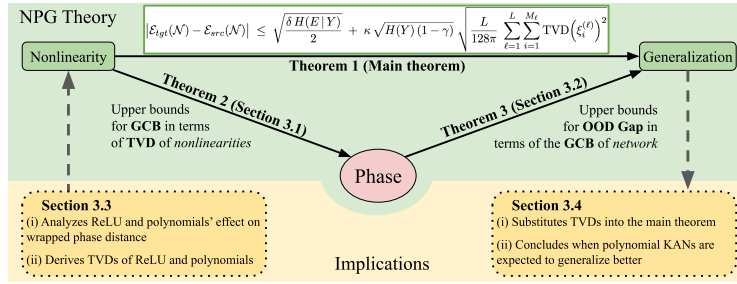 NPG Theory
|ℰ_tgt(𝒩) − ℰ_src(𝒩)| ≤ √(δ H(E | Y) / 2) + κ √(H(Y) (1 − γ)) √(L / 128π ∑_{ℓ=1}^{L} ∑_{i=1}^{M_ℓ} TVD(ξ_i^{(ℓ)})²)
Nonlinearity
Generalization
Theorem 1 (Main theorem)
Theorem 2 (Section 3.1)
Theorem 3 (Section 3.2)
Upper bounds
for GCB in terms
of TVD of nonlinearities
Upper bounds
for OOD Gap in
terms of the GCB of network
Phase
Section 3.3
(i) Analyzes ReLU and polynomials' effect on
wrapped phase distance
(ii) Derives TVDs of ReLU and polynomials
Section 3.4
(i) Substitutes TVDs into the main theorem
(ii) Concludes when polynomial KANs are
expected to generalize better
Implications